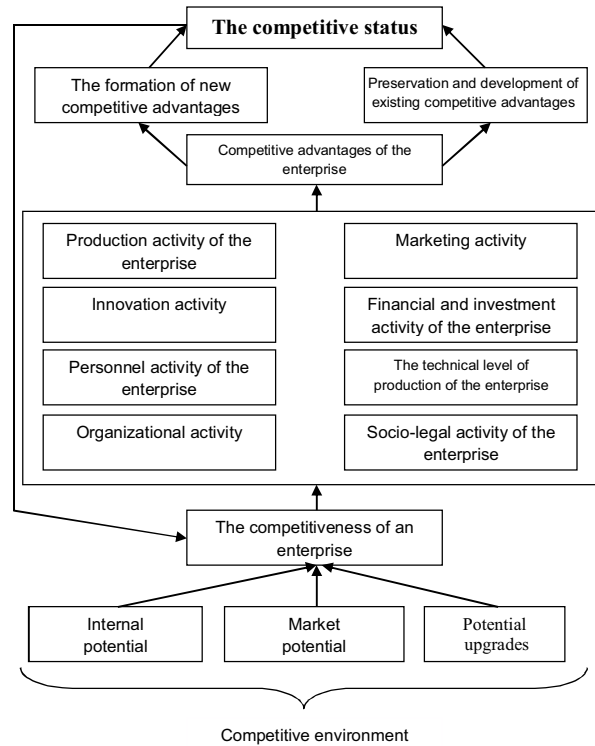 The competitive status
The formation of new
competitive advantages
Preservation and development of
existing competitive advantages
Competitive advantages of the
enterprise
Production activity of the
enterprise
Marketing activity
Innovation activity
Financial and investment
activity of the enterprise
Personnel activity of the
enterprise
The technical level of
production of the enterprise
Organizational activity
Socio-legal activity of the
enterprise
The competitiveness of an
enterprise
Internal
potential
Market
potential
Potential
upgrades
Competitive environment